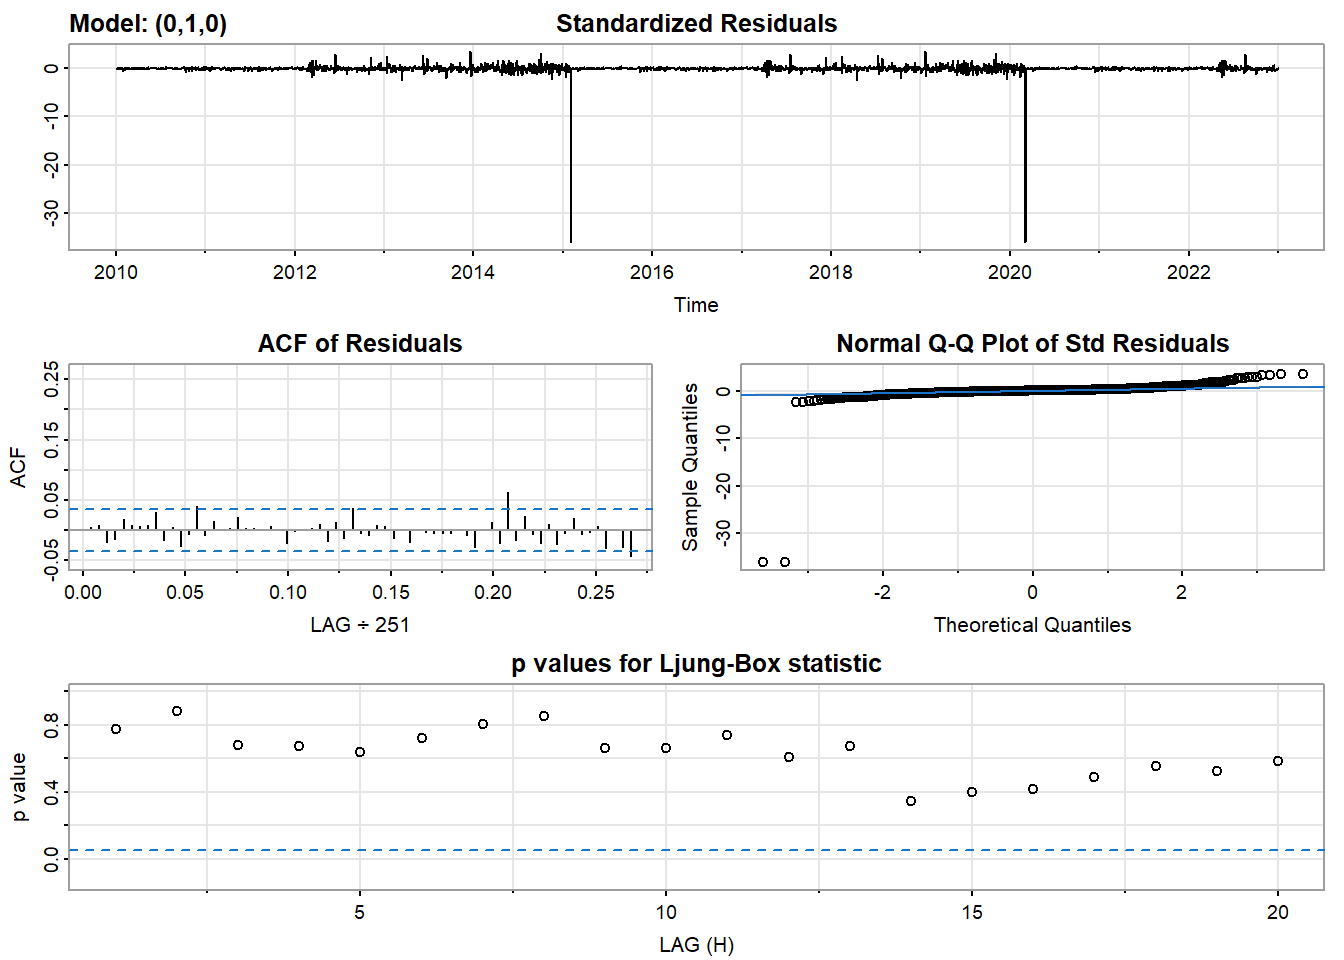 Model: (0,1,0) Standardized Residuals
0
-10
-20
-30
2010 2012 2014 2016 2018 2020 2022
Time
ACF of Residuals
ACF
0.25
0.15
0.05
-0.05
0.00 0.05 0.10 0.15 0.20 0.25
LAG ÷ 251
Normal Q-Q Plot of Std Residuals
Sample Quantiles
0
-10
-20
-30
-2 0 2
Theoretical Quantiles
p values for Ljung-Box statistic
p value
0.8
0.4
0.0
5 10 15 20
LAG (H)